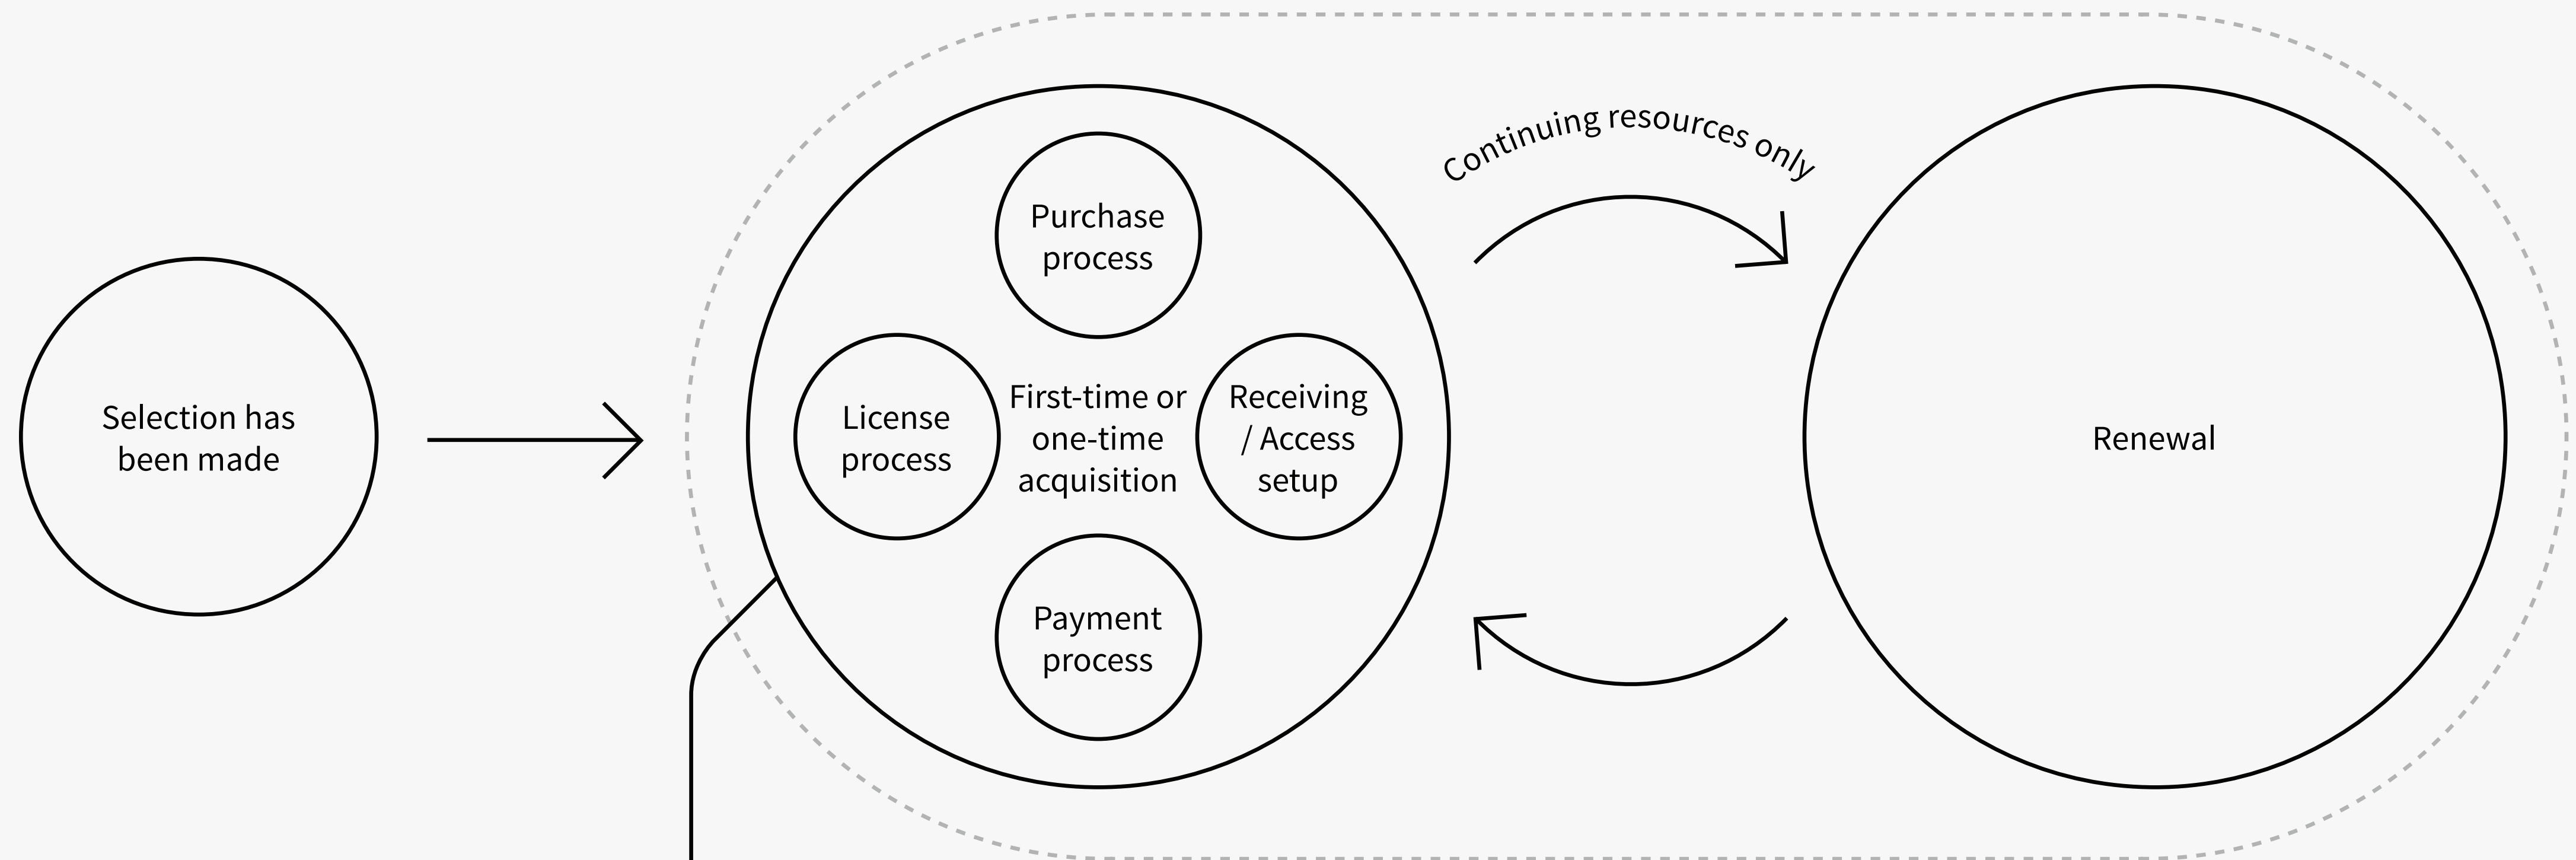 Selection has
been made
Purchase
process
License
process
First-time or
one-time
acquisition
Receiving
/ Access
setup
Payment
process
Continuing resources only
Renewal